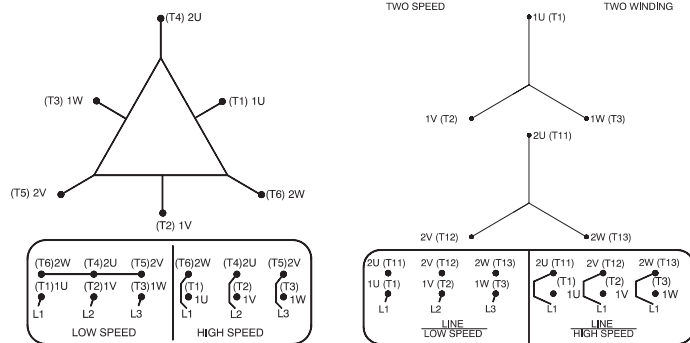 TWO SPEED TWO WINDING
(T4) 2U
1U (T1)
(T3) 1W
(T1) 1U
1V (T2)
1W (T3)
2U (T11)
(T5) 2V
(T6) 2W
(T2) 1V
2V (T12)
2W (T13)
(T6)2W (T4)2U (T5)2V
(T1)1U (T2)1V (T3)1W
L1 L2 L3
LOW SPEED
(T6)2W (T4)2U (T5)2V
(T1) (T2) (T3)
1U 1V 1W
L1 L2 L3
HIGH SPEED
2U (T11) 2V (T12) 2W (T13)
1U (T1) 1V (T2) 1W (T3)
L1 L2 L3
LINE
LOW SPEED
2U (T11) 2V (T12) 2W (T13)
(T1) (T2) (T3)
1U 1V 1W
L1 L1 L1
LINE
HIGH SPEED